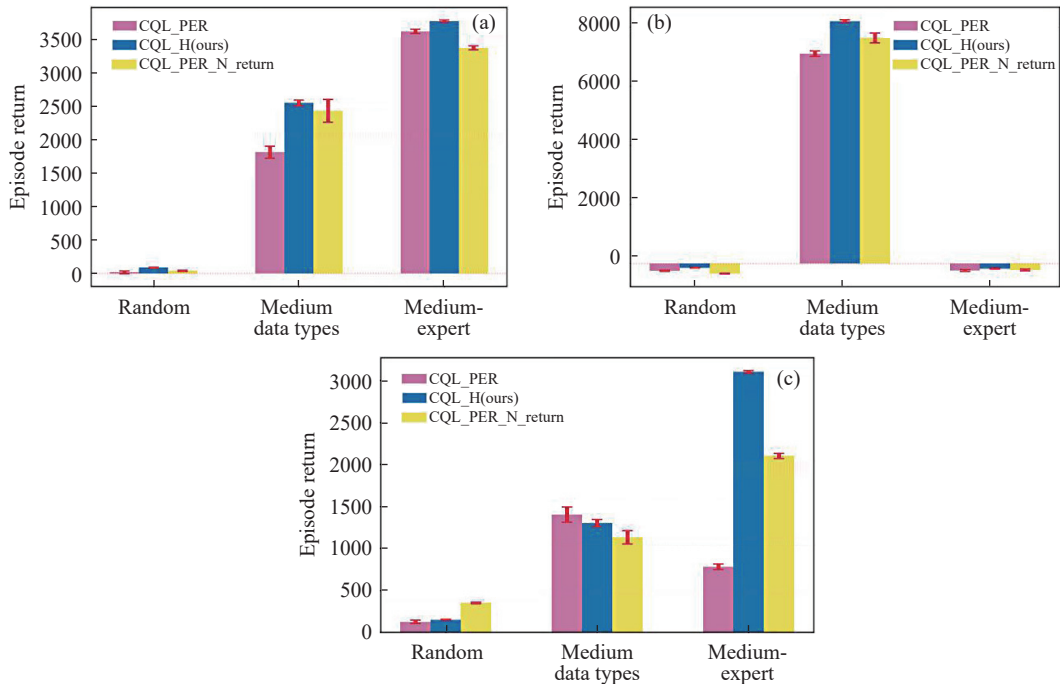 (a)
CQL_PER
CQL_H(ours)
CQL_PER_N_return
Episode return
3500
3000
2500
2000
1500
1000
500
0
Random
Medium
data types
Medium-
expert
(b)
CQL_PER
CQL_H(ours)
CQL_PER_N_return
Episode return
8000
6000
4000
2000
0
Random
Medium
data types
Medium-
expert
(c)
CQL_PER
CQL_H(ours)
CQL_PER_N_return
Episode return
3000
2500
2000
1500
1000
500
0
Random
Medium
data types
Medium-
expert